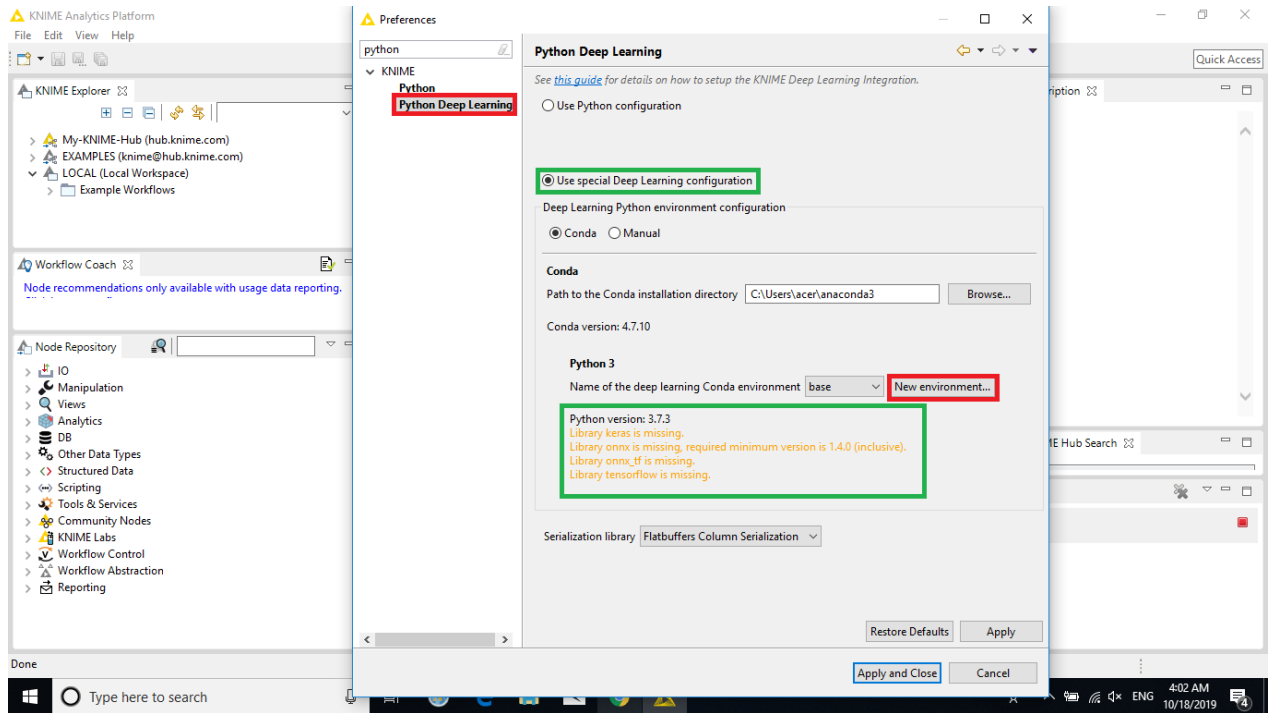 KNIME Analytics Platform
File Edit View Help
Quick Access
KNIME Explorer
My-KNIME-Hub (hub.knime.com)
EXAMPLES (knime@hub.knime.com)
LOCAL (Local Workspace)
Example Workflows
Workflow Coach
Node recommendations only available with usage data reporting.
Node Repository
IO
Manipulation
Views
Analytics
DB
Other Data Types
Structured Data
Scripting
Tools & Services
Community Nodes
KNIME Labs
Workflow Control
Workflow Abstraction
Reporting
Done
Preferences
python
KNIME
Python
Python Deep Learning
Python Deep Learning
See this guide for details on how to setup the KNIME Deep Learning Integration.
Use Python configuration
Use special Deep Learning configuration
Deep Learning Python environment configuration
Conda Manual
Conda
Path to the Conda installation directory C:\Users\acer\anaconda3 Browse...
Conda version: 4.7.10
Python 3
Name of the deep learning Conda environment base New environment...
Python version: 3.7.3
Library keras is missing.
Library onnx is missing, required minimum version is 1.4.0 (inclusive).
Library onnx_tf is missing.
Library tensorflow is missing.
Serialization library Flatbuffers Column Serialization
Restore Defaults Apply
Apply and Close Cancel
ription
IE Hub Search
Type here to search
ENG
4:02 AM
10/18/2019
4